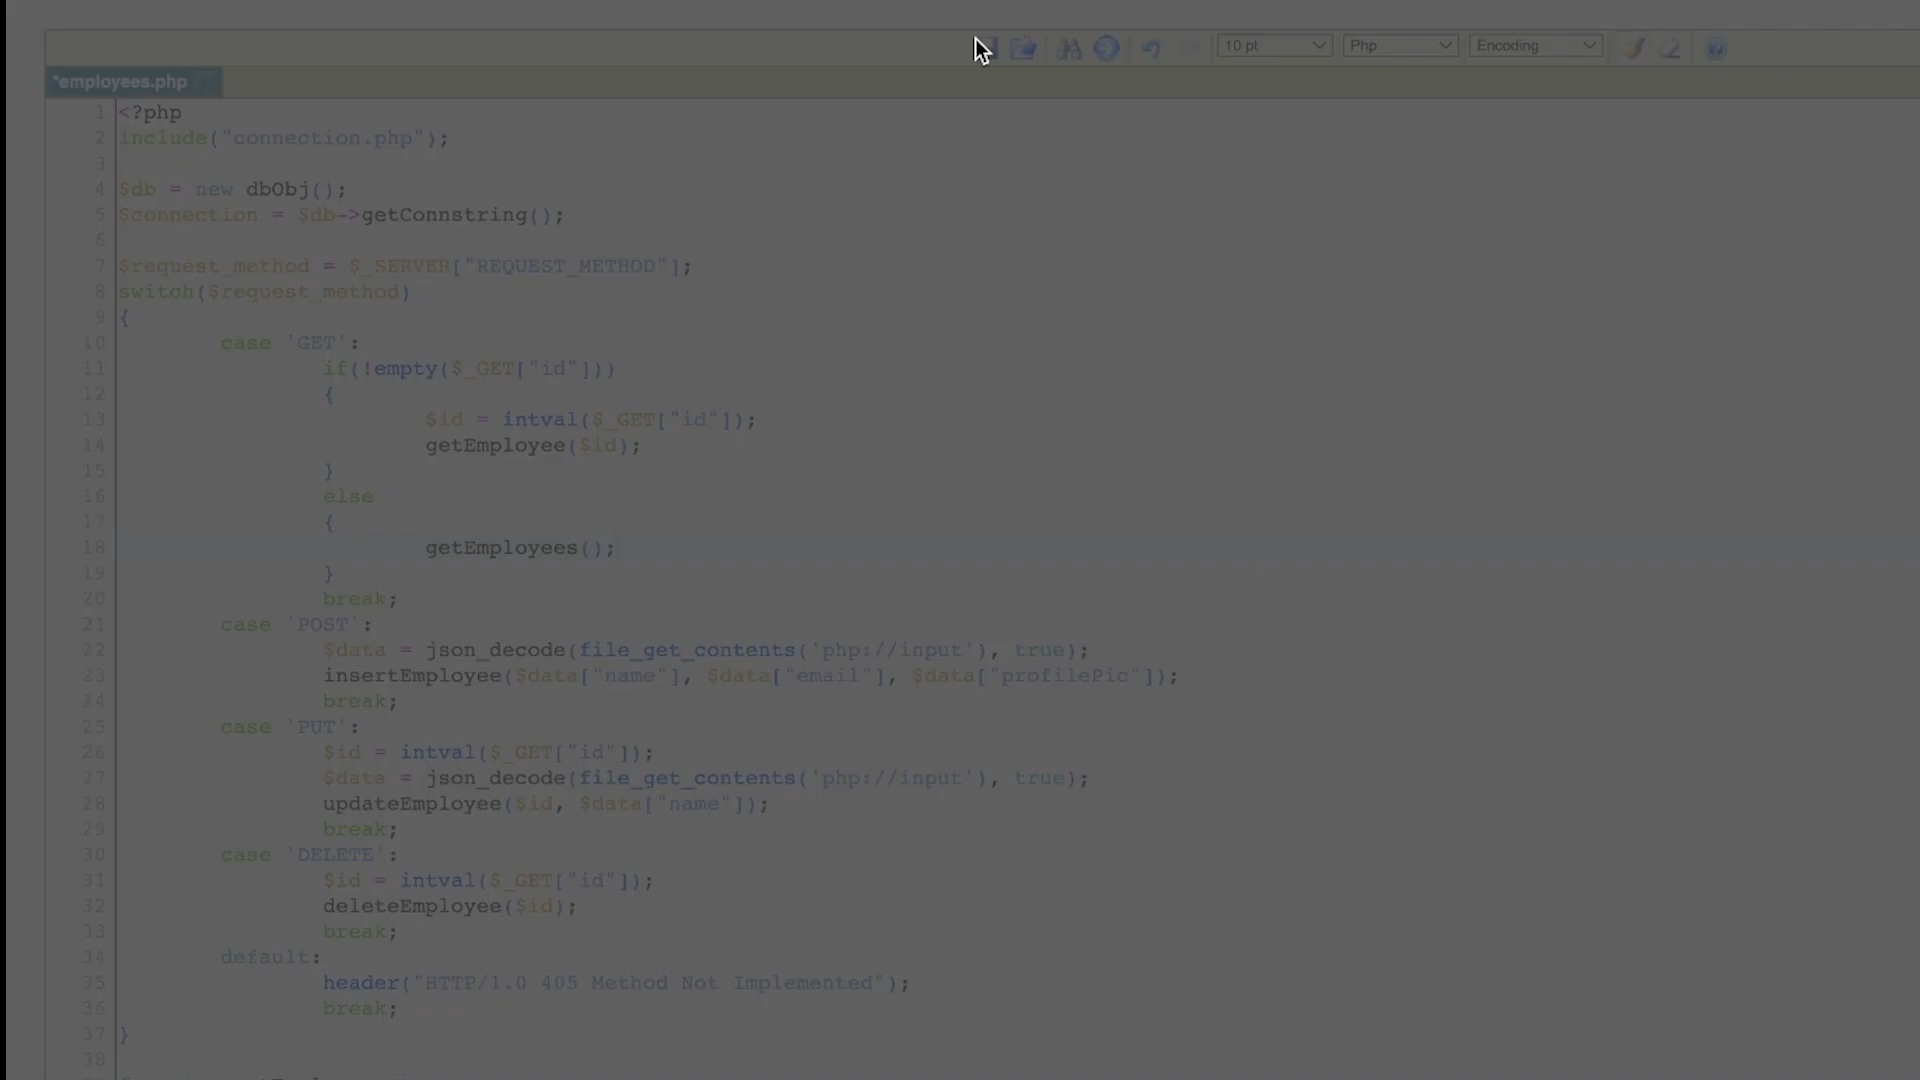 10 pt Php Encoding
*employees.php
1 <?php
2 include("connection.php");
3
4 $db = new dbObj();
5 $connection = $db->getConnstring();
6
7 $request_method = $_SERVER["REQUEST_METHOD"];
8 switch($request_method)
9 {
10 case 'GET':
11 if(!empty($_GET["id"]))
12 {
13 $id = intval($_GET["id"]);
14 getEmployee($id);
15 }
16 else
17 {
18 getEmployees();
19 }
20 break;
21 case 'POST':
22 $data = json_decode(file_get_contents('php://input'), true);
23 insertEmployee($data["name"], $data["email"], $data["profilePic"]);
24 break;
25 case 'PUT':
26 $id = intval($_GET["id"]);
27 $data = json_decode(file_get_contents('php://input'), true);
28 updateEmployee($id, $data["name"]);
29 break;
30 case 'DELETE':
31 $id = intval($_GET["id"]);
32 deleteEmployee($id);
33 break;
34 default:
35 header("HTTP/1.0 405 Method Not Implemented");
36 break;
37 }
38